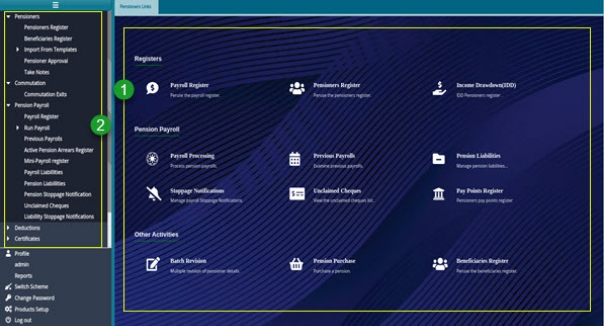 Pensioners
Pensioners Register
Beneficiaries Register
Import From Templates
Pensioner Approval
Take Notes
Commutation
Commutation Exits
Pension Payroll
Payroll Register
Run Payroll
Previous Payrolls
Active Pension Arrears Register
Mini-Payroll register
Payroll Liabilities
Pension Liabilities
Pension Stoppage Notification
Unclaimed Cheques
Liability Stoppage Notifications
Deductions
Certificates
Profile
admin
Reports
Switch Scheme
Change Password
Products Setup
Log out
2
Pensioners Links
1
Registers
Payroll Register
Peruse the payroll register.
Pensioners Register
Peruse the pensioners register.
Income Drawdown(IDD)
IDD Pensioners register
Pension Payroll
Payroll Processing
Process pension payrolls.
Previous Payrolls
Examine previous payrolls.
Pension Liabilities
Manage pension liabilities..
Stoppage Notifications
Manage payroll Stoppage Notifications.
Unclaimed Cheques
View the unclaimed cheques list.
Pay Points Register
Pensioners pay points register
Other Activities
Batch Revision
Multiple revision of pensioner details.
Pension Purchase
Purchase a pension.
Beneficiaries Register
Peruse the beneficiaries register.